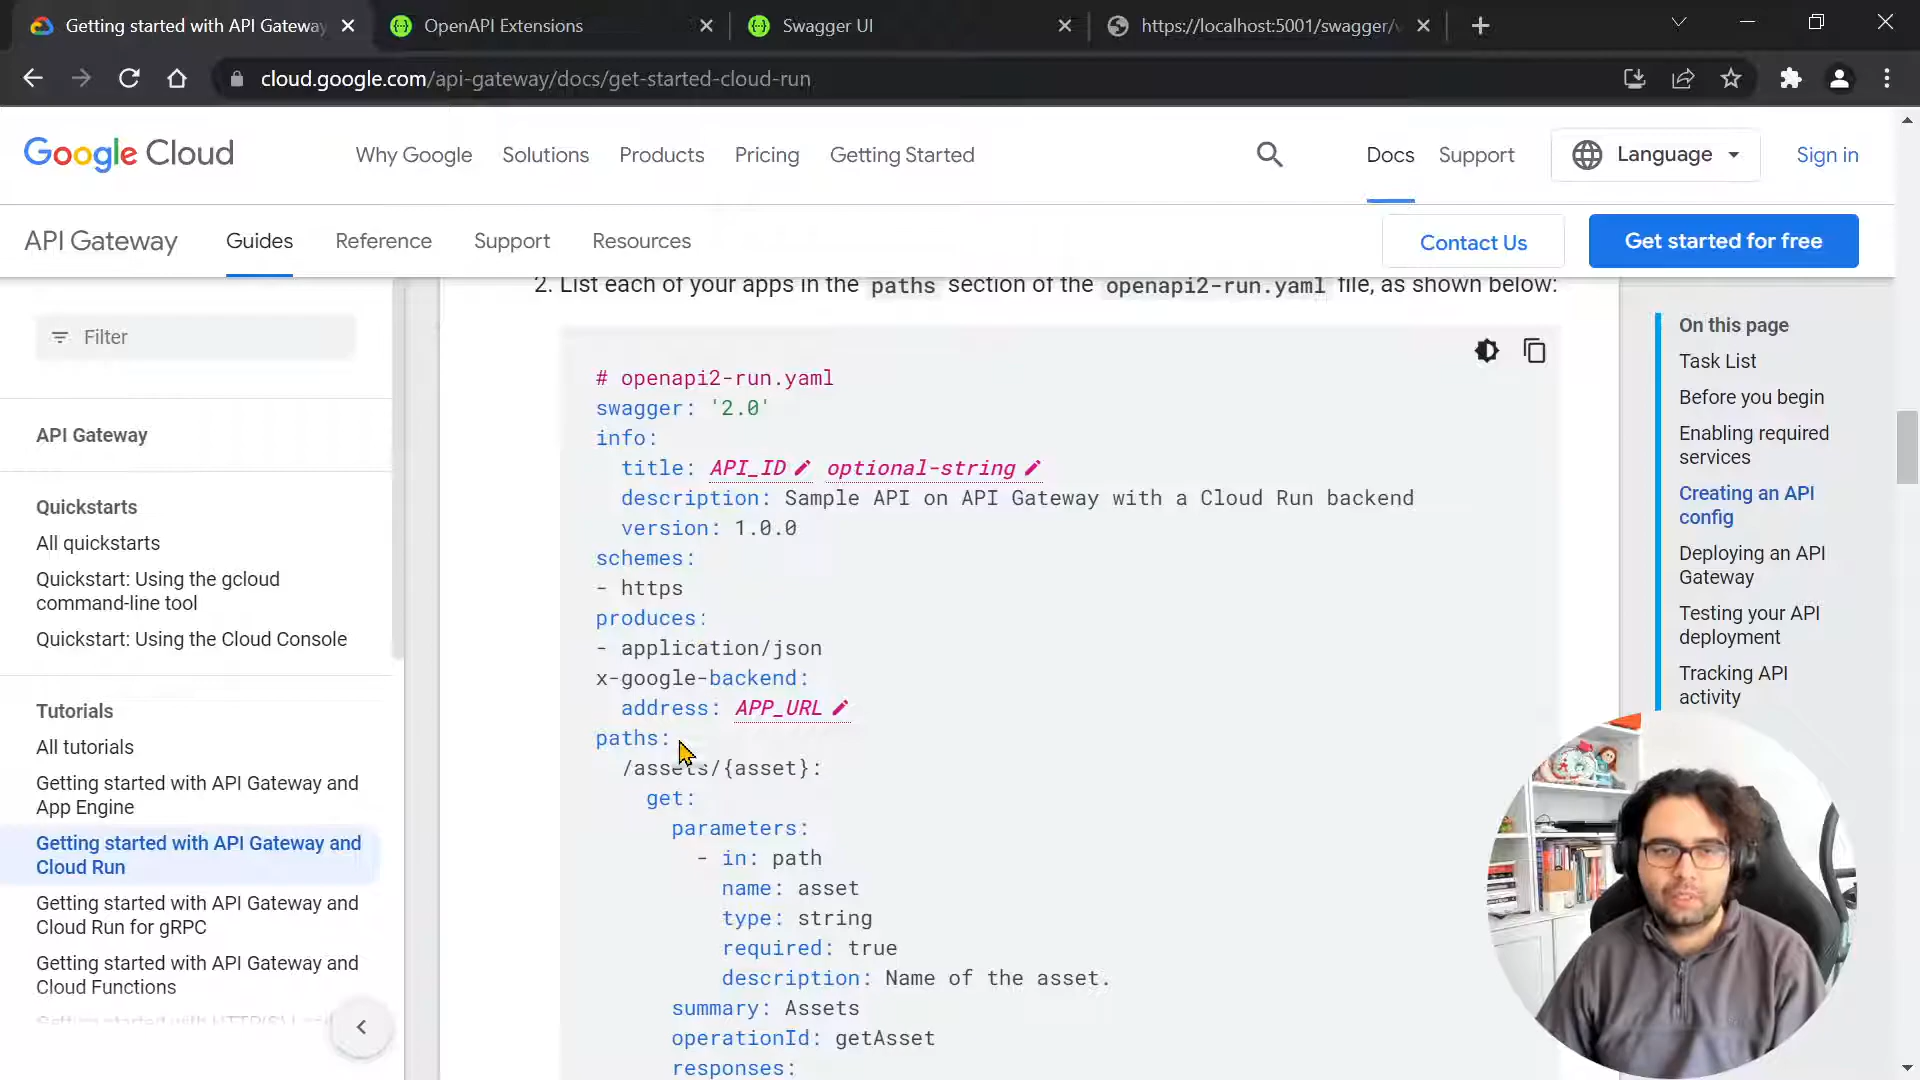 Getting started with API Gateway
OpenAPI Extensions
Swagger UI
https://localhost:5001/swagger/
cloud.google.com/api-gateway/docs/get-started-cloud-run
Google Cloud
Why Google
Solutions
Products
Pricing
Getting Started
Docs
Support
Language
Sign in
API Gateway
Guides
Reference
Support
Resources
Contact Us
Get started for free
Filter
API Gateway
Quickstarts
All quickstarts
Quickstart: Using the gcloud
command-line tool
Quickstart: Using the Cloud Console
Tutorials
All tutorials
Getting started with API Gateway and
App Engine
Getting started with API Gateway and
Cloud Run
Getting started with API Gateway and
Cloud Run for gRPC
Getting started with API Gateway and
Cloud Functions
2. List each of your apps in the paths section of the openapi2-run.yaml file, as shown below:
# openapi2-run.yaml
swagger: '2.0'
info:
title: API_ID optional-string
description: Sample API on API Gateway with a Cloud Run backend
version: 1.0.0
schemes:
- https
produces:
- application/json
x-google-backend:
address: APP_URL
paths:
/assets/{asset}:
get:
parameters:
- in: path
name: asset
type: string
required: true
description: Name of the asset.
summary: Assets
operationId: getAsset
responses:
On this page
Task List
Before you begin
Enabling required
services
Creating an API
config
Deploying an API
Gateway
Testing your API
deployment
Tracking API
activity